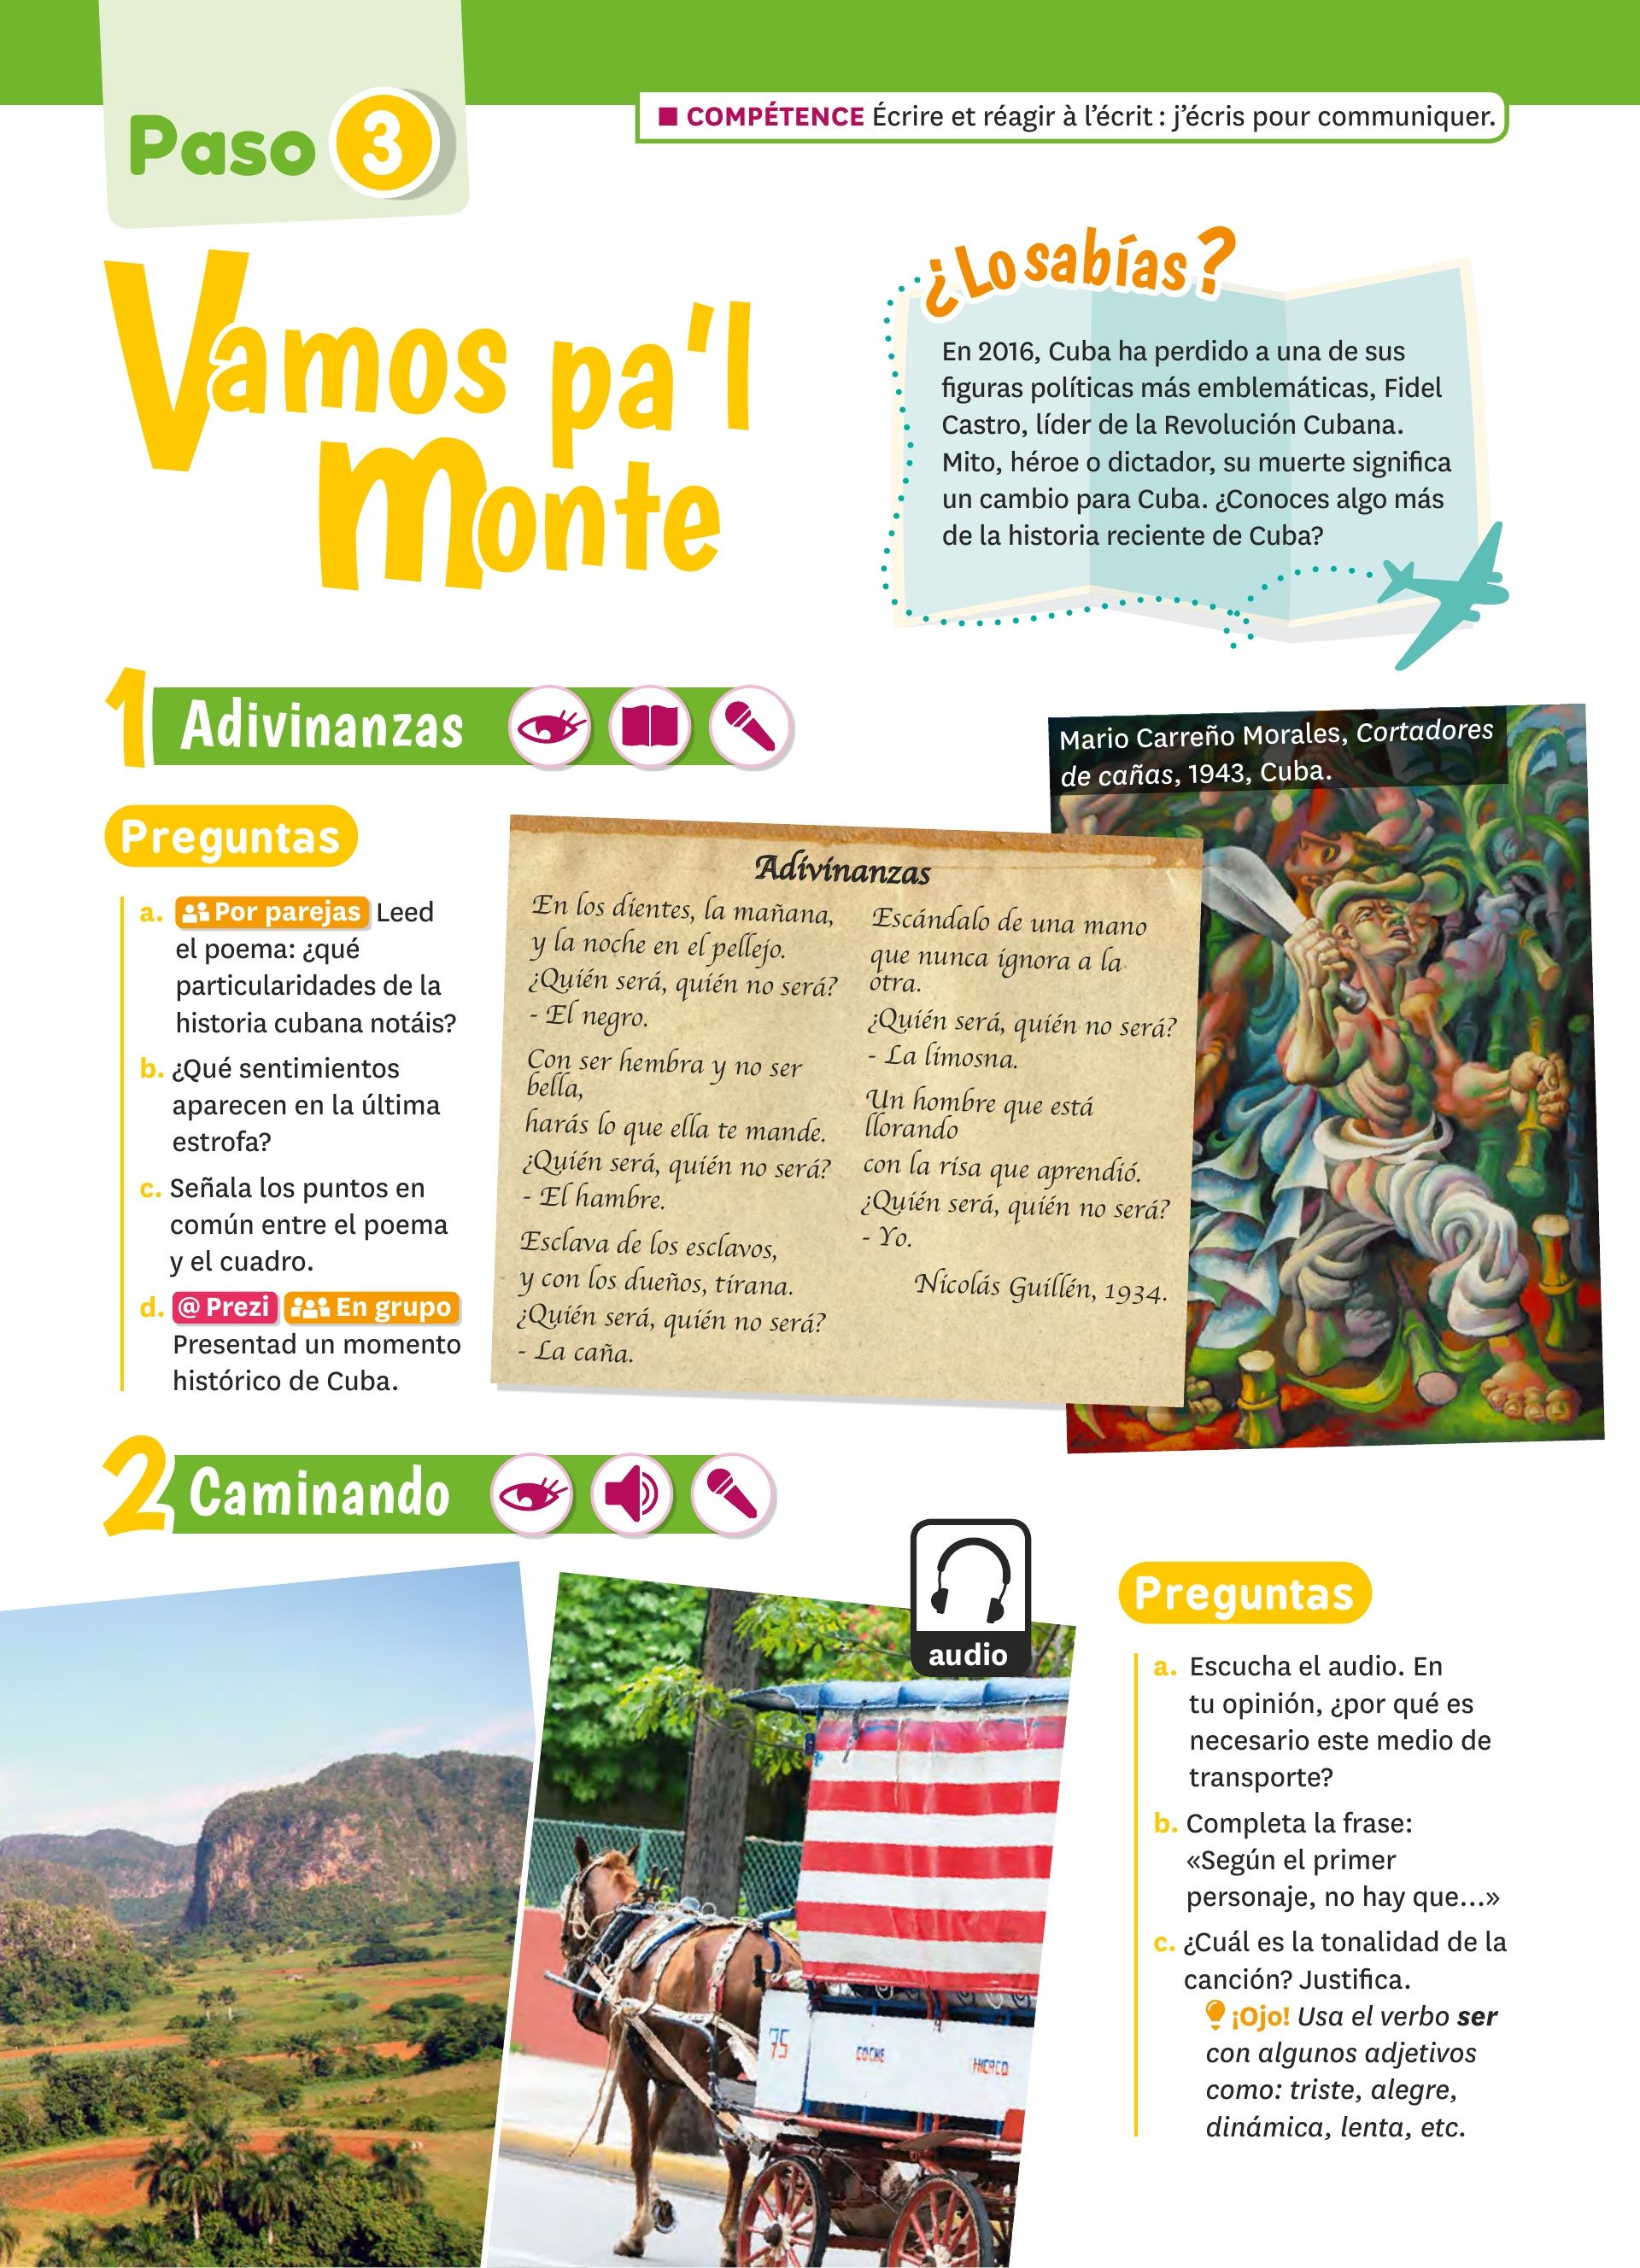 Paso 3
■ COMPÉTENCE Écrire et réagir à l'écrit : j'écris pour communiquer.
Vamos pa'l
monte
¿Lo sabías?
En 2016, Cuba ha perdido a una de sus
figuras políticas más emblemáticas, Fidel
Castro, líder de la Revolución Cubana.
Mito, héroe o dictador, su muerte significa
un cambio para Cuba. ¿Conoces algo más
de la historia reciente de Cuba?
1 Adivinanzas
Mario Carreño Morales, Cortadores
de cañas, 1943, Cuba.
Preguntas
a. Por parejas Leed
el poema: ¿qué
particularidades de la
historia cubana notáis?
b. ¿Qué sentimientos
aparecen en la última
estrofa?
c. Señala los puntos en
común entre el poema
y el cuadro.
d. @ Prezi En grupo
Presentad un momento
histórico de Cuba.
Adivinanzas
En los dientes, la mañana,
y la noche en el pellejo.
¿Quién será, quién no será?
- El negro.
Con ser hembra y no ser
bella,
harás lo que ella te mande.
¿Quién será, quién no será?
- El hambre.
Esclava de los esclavos,
y con los dueños, tirana.
¿Quién será, quién no será?
- La caña.
Escándalo de una mano
que nunca ignora a la
otra.
¿Quién será, quién no será?
- La limosna.
Un hombre que está
llorando
con la risa que aprendió.
¿Quién será, quién no será?
- Yo.
Nicolás Guillén, 1934.
2 Caminando
audio
75
COCHE
Preguntas
a. Escucha el audio. En
tu opinión, ¿por qué es
necesario este medio de
transporte?
b. Completa la frase:
«Según el primer
personaje, no hay que...»
c. ¿Cuál es la tonalidad de la
canción? Justifica.
¡Ojo! Usa el verbo ser
con algunos adjetivos
como: triste, alegre,
dinámica, lenta, etc.